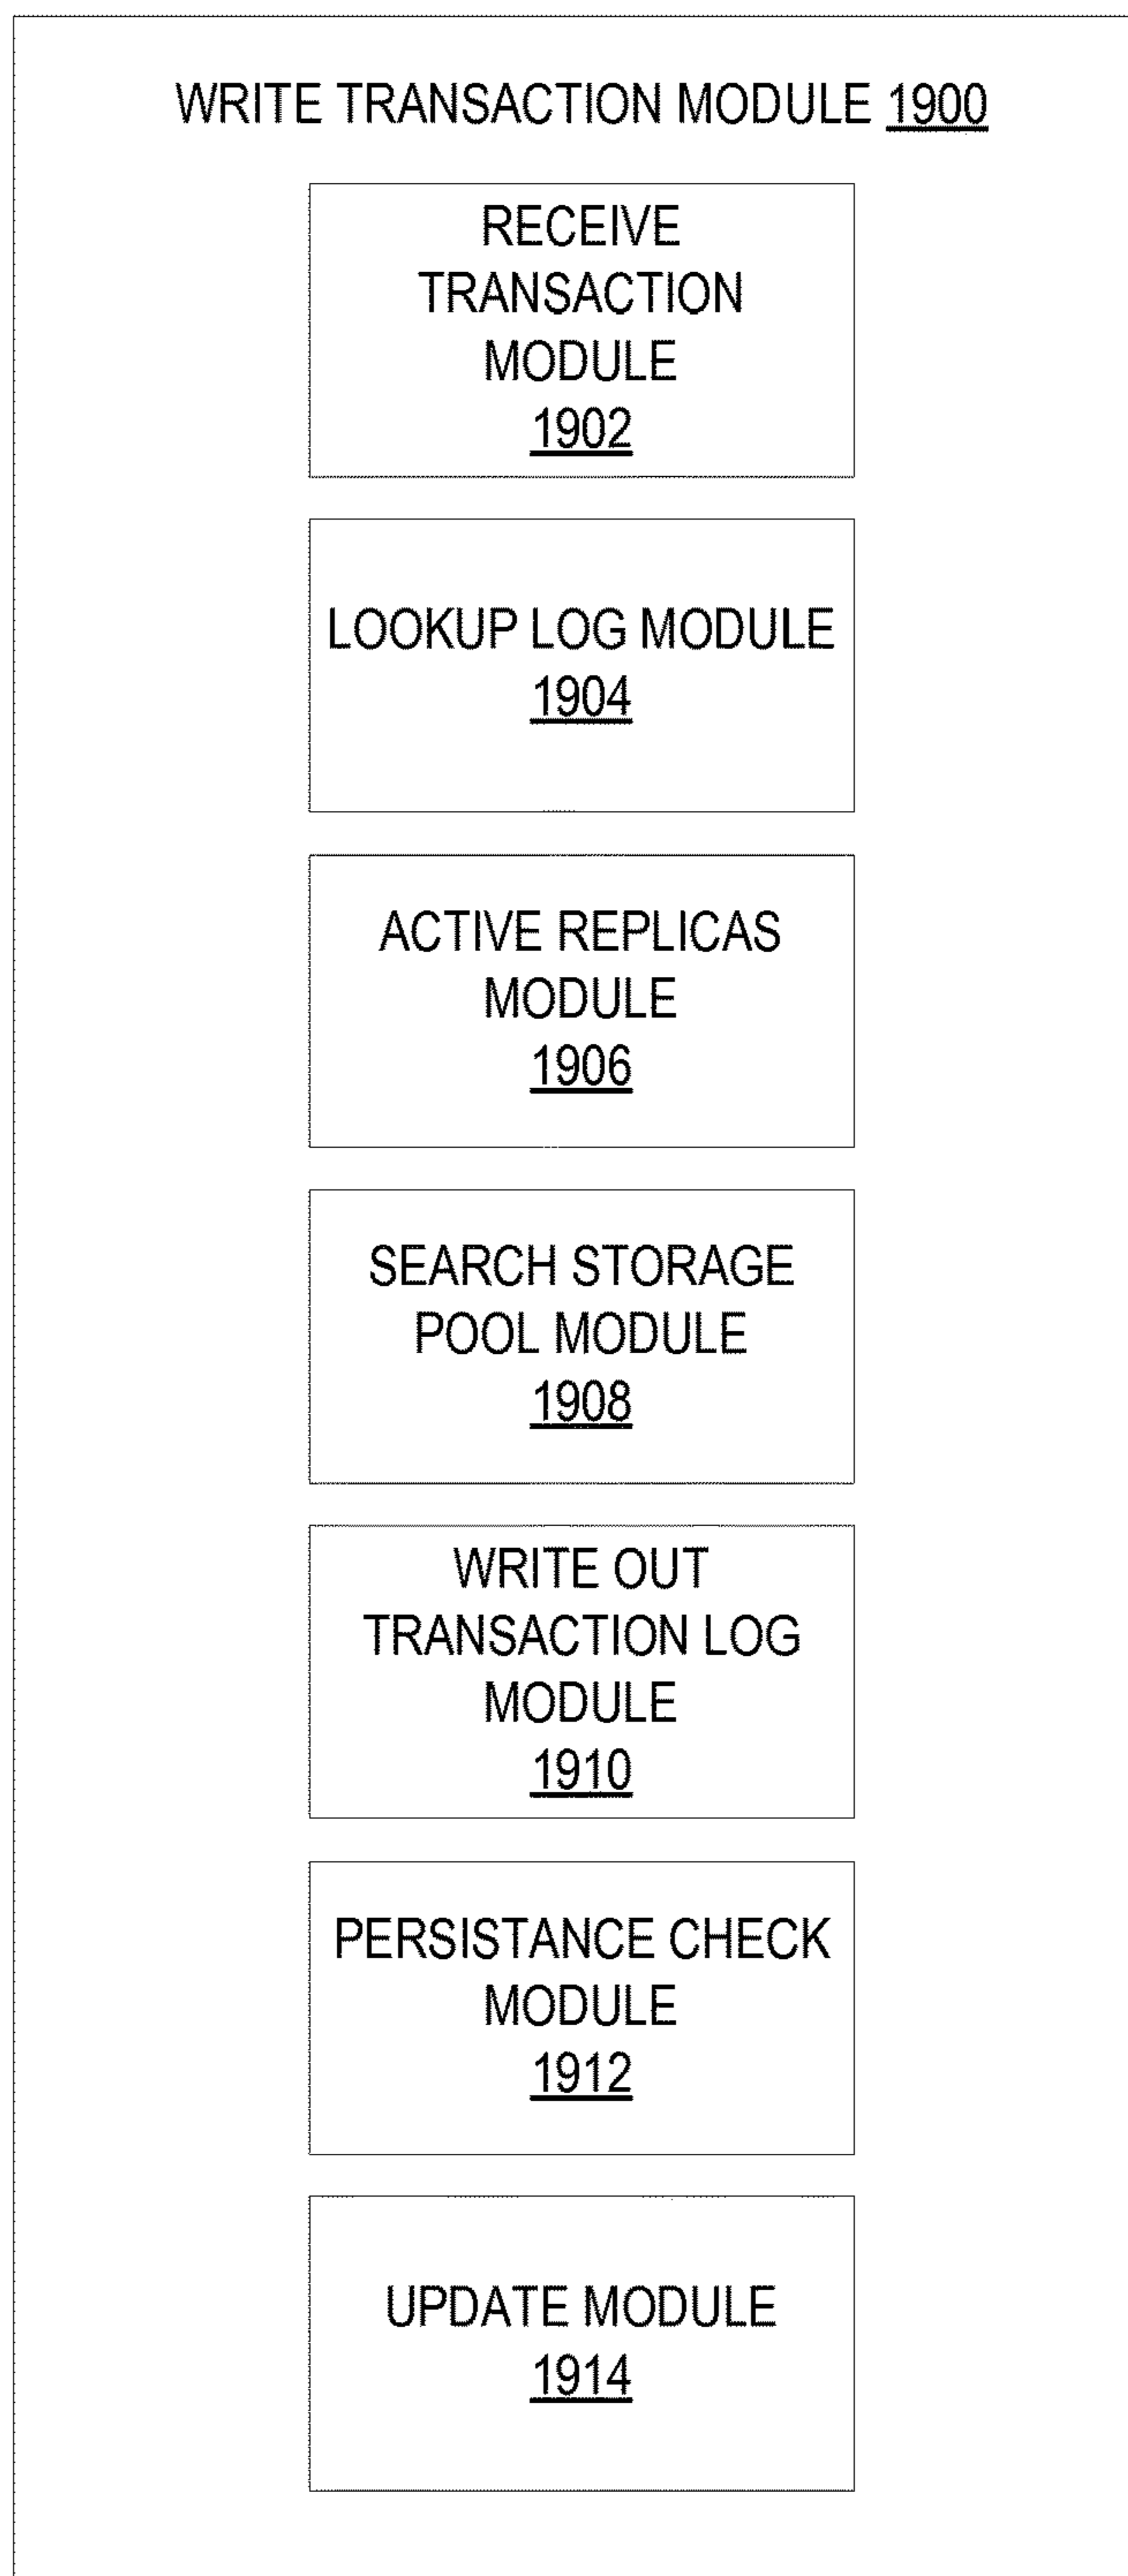 WRITE TRANSACTION MODULE 1900
RECEIVE
TRANSACTION
MODULE
1902
LOOKUP LOG MODULE
1904
ACTIVE REPLICAS
MODULE
1906
SEARCH STORAGE
POOL MODULE
1908
WRITE OUT
TRANSACTION LOG
MODULE
1910
PERSISTANCE CHECK
MODULE
1912
UPDATE MODULE
1914